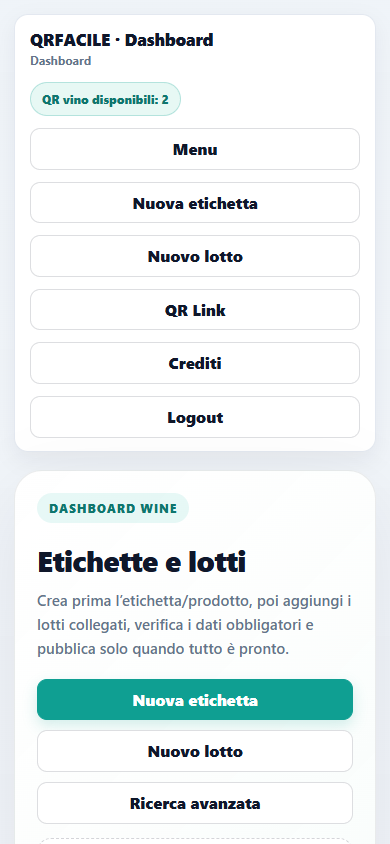 QRFACILE · Dashboard
Dashboard
QR vino disponibili: 2
Menu
Nuova etichetta
Nuovo lotto
QR Link
Crediti
Logout
DASHBOARD WINE
Etichette e lotti
Crea prima l’etichetta/prodotto, poi aggiungi i
lotti collegati, verifica i dati obbligatori e
pubblica solo quando tutto è pronto.
Nuova etichetta
Nuovo lotto
Ricerca avanzata